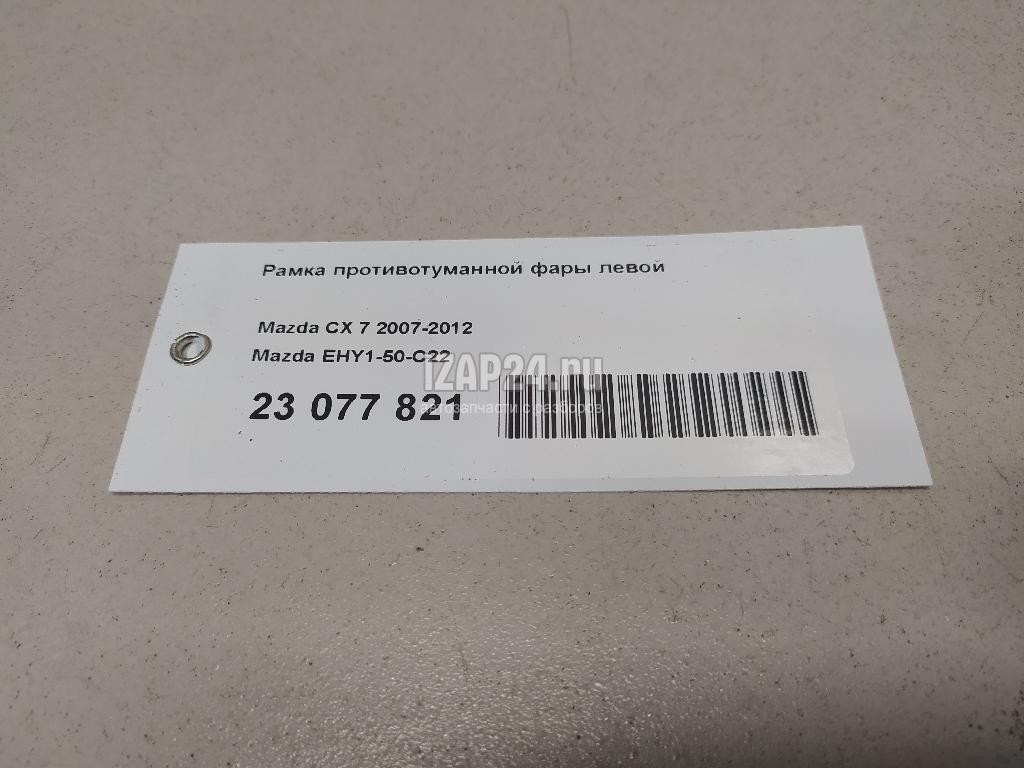 Рамка противотуманной фары левой
Mazda CX 7 2007-2012
Mazda EHY1-50-C22
IZAP24.ru
23 077 821
автозапчасти с разборов